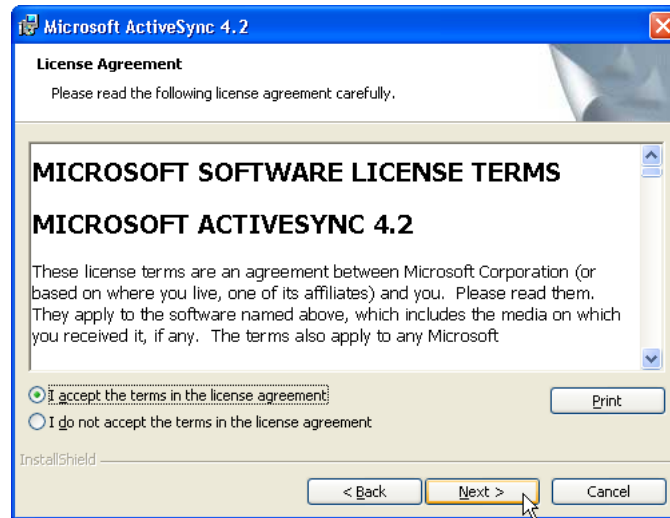 Microsoft ActiveSync 4.2
License Agreement
Please read the following license agreement carefully.
MICROSOFT SOFTWARE LICENSE TERMS
MICROSOFT ACTIVESYNC 4.2
These license terms are an agreement between Microsoft Corporation (or
based on where you live, one of its affiliates) and you.  Please read them.
They apply to the software named above, which includes the media on which
you received it, if any.  The terms also apply to any Microsoft
I accept the terms in the license agreement
Print
I do not accept the terms in the license agreement
InstallShield
< Back
Next >
Cancel